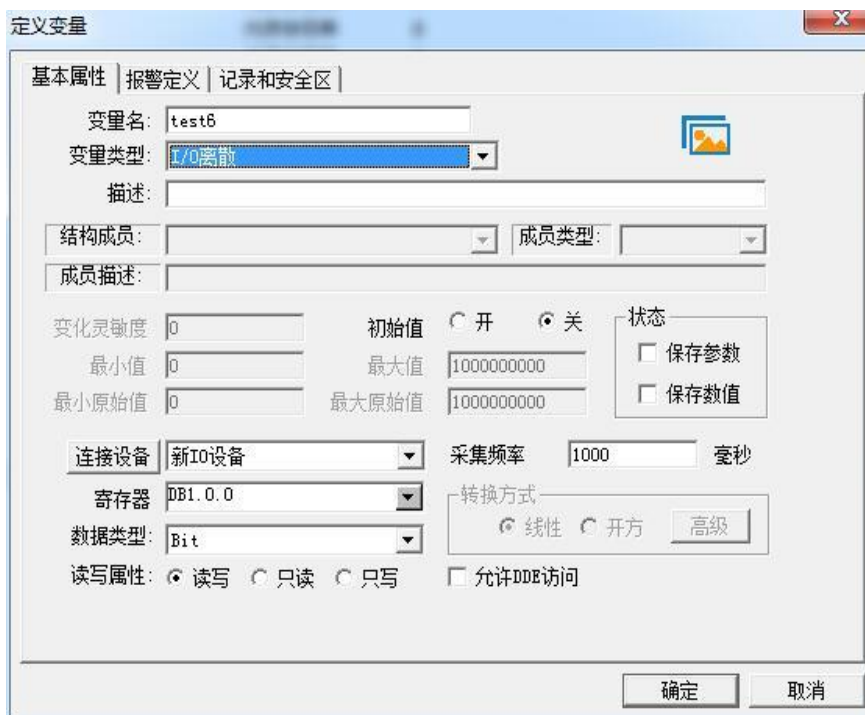 定义变量
基本属性 报警定义 记录和安全区
变量名: test6
变量类型: I/O离散
描述:
结构成员: 成员类型:
成员描述:
变化灵敏度 0 初始值 开 关 状态
最小值 0 最大值 1000000000 保存参数
最小原始值 0 最大原始值 1000000000 保存数值
连接设备 新IO设备 采集频率 1000 毫秒
寄存器 DB1.0.0 转换方式
线性 开方 高级
数据类型: Bit
读写属性: 读写 只读 只写 允许DDE访问
确定 取消